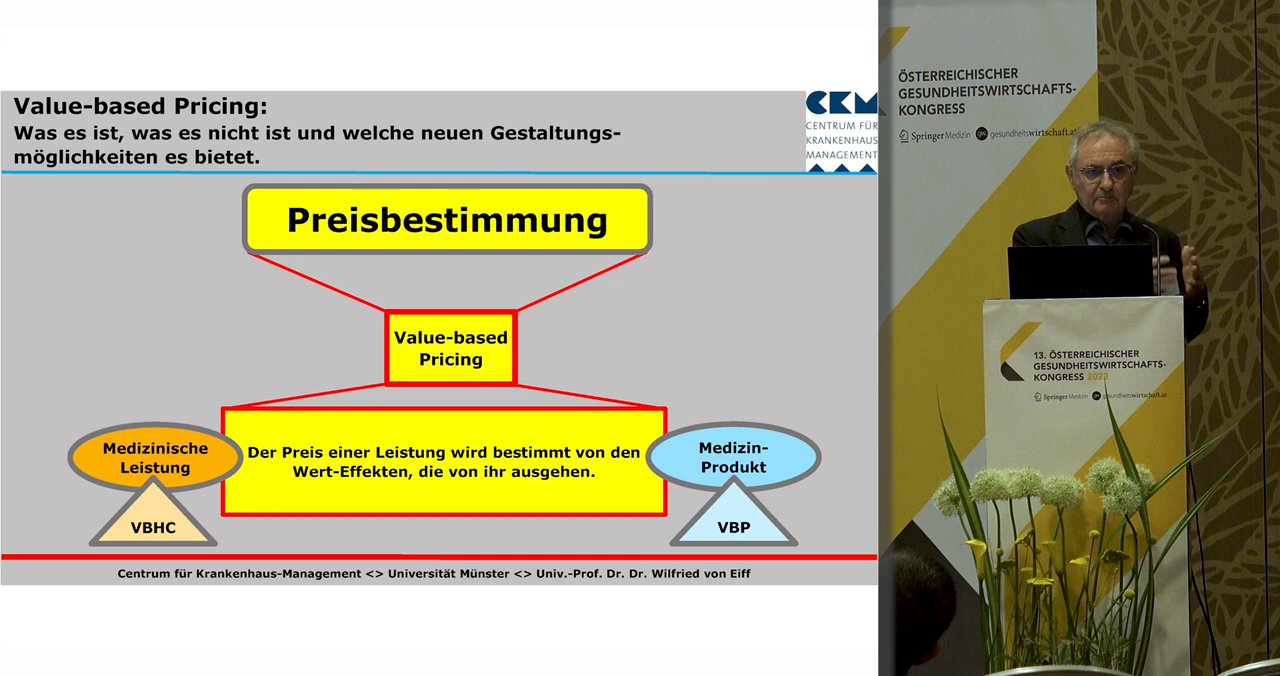 Value-based Pricing:
Was es ist, was es nicht ist und welche neuen Gestaltungs-
möglichkeiten es bietet.
CKM
CENTRUM FÜR
KRANKENHAUS
MANAGEMENT
Preisbestimmung
Value-based
Pricing
Medizinische
Leistung
VBHC
Der Preis einer Leistung wird bestimmt von den
Wert-Effekten, die von ihr ausgehen.
Medizin-
Produkt
VBP
Centrum für Krankenhaus-Management <> Universität Münster <> Univ.-Prof. Dr. Dr. Wilfried von Eiff
ÖSTERREICHISCHER
GESUNDHEITSWIRTSCHAFTS-
KONGRESS
Springer Medizin gesundheitswirtschaft.at
13. ÖSTERREICHISCHER
GESUNDHEITSWIRTSCHAFTS-
KONGRESS 2023
Springer Medizin gesundheitswirtschaft.at